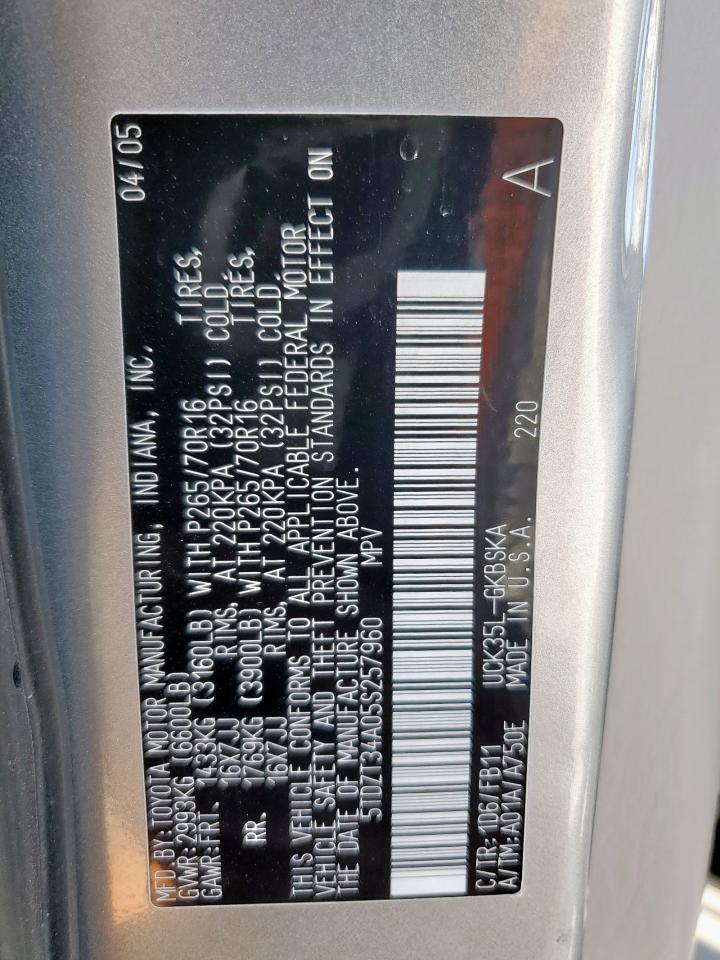 MFD.BY:TOYOTA MOTOR MANUFACTURING, INDIANA, INC. 04/05
GVWR:2993KG (6600LB)
GAWR:FRT. 1433KG (3160LB) WITH P265/70R16 TIRES,
16X7JJ RIMS, AT 220KPA (32PSI) COLD.
RR. 1769KG (3900LB) WITH P265/70R16 TIRES,
16X7JJ RIMS, AT 220KPA (32PSI) COLD.
THIS VEHICLE CONFORMS TO ALL APPLICABLE FEDERAL MOTOR
VEHICLE SAFETY AND THEFT PREVENTION STANDARDS IN EFFECT ON
THE DATE OF MANUFACTURE SHOWN ABOVE.
5TDZT34A05S257960 MPV
C/TR:1D6/FB11 UCK35L-GKBSKA
A/TM:A01A/A750E MADE IN U.S.A. 220 A